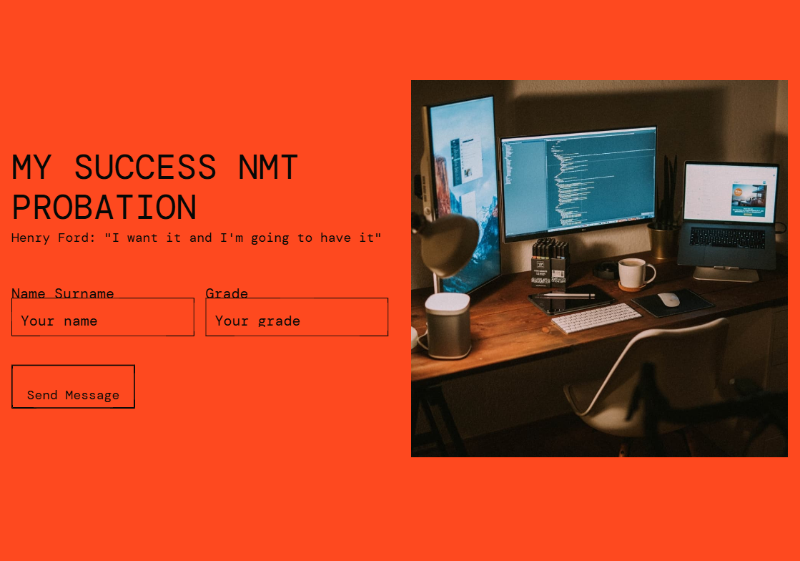 MY SUCCESS NMT
PROBATION
Henry Ford: "I want it and I'm going to have it"
Name Surname
Grade
Your name
Your grade
Send Message